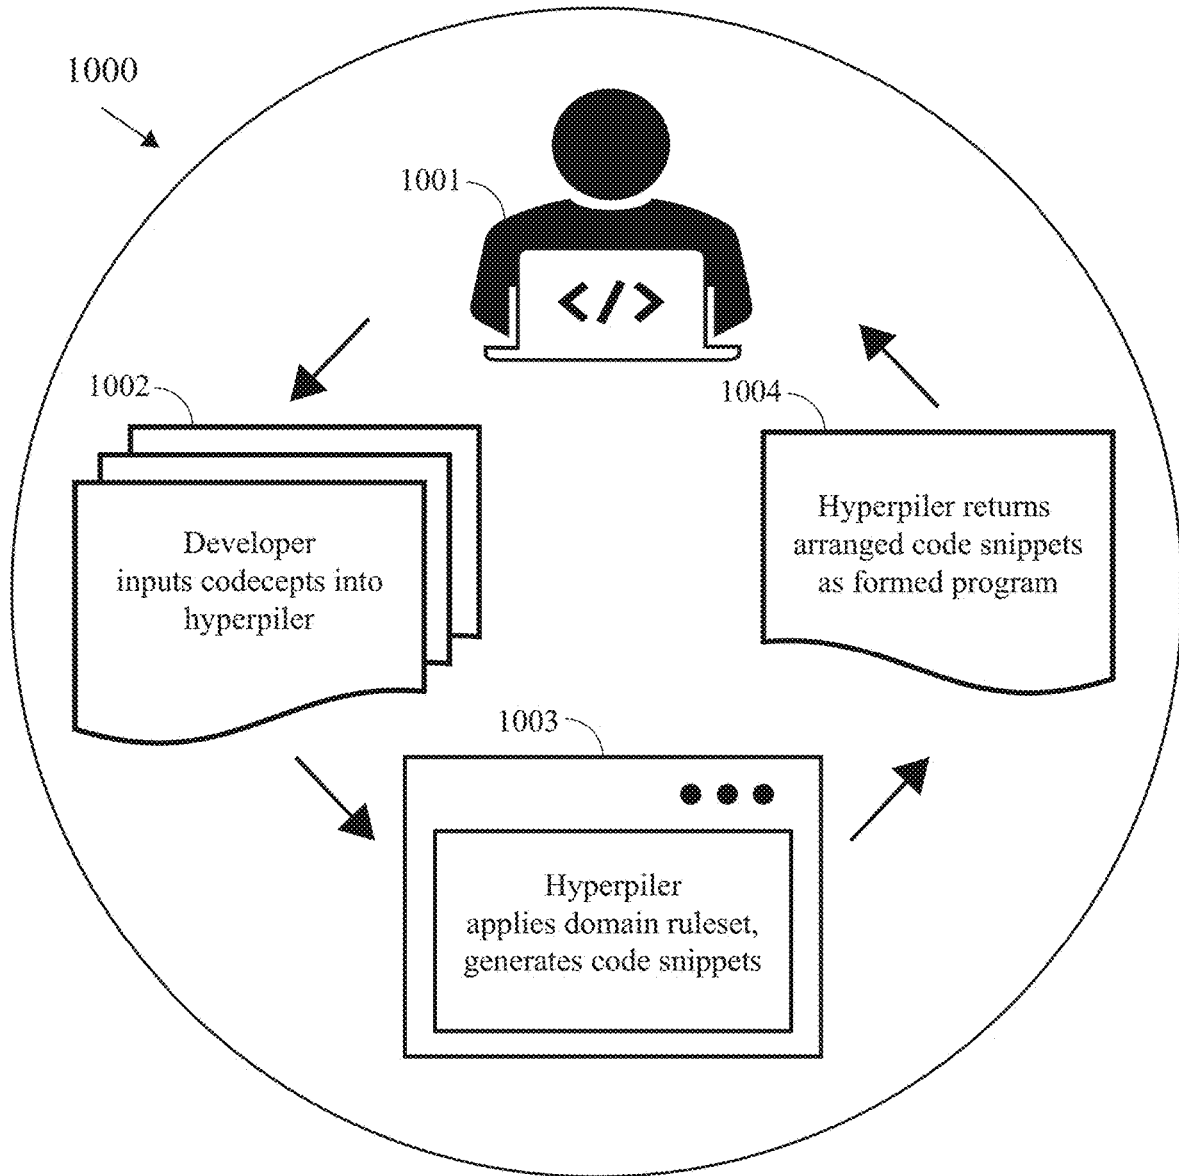 1000
1001
</>
1002
Developer
inputs codecepts into
hyperpiler
1003
Hyperpiler
applies domain ruleset,
generates code snippets
1004
Hyperpiler returns
arranged code snippets
as formed program